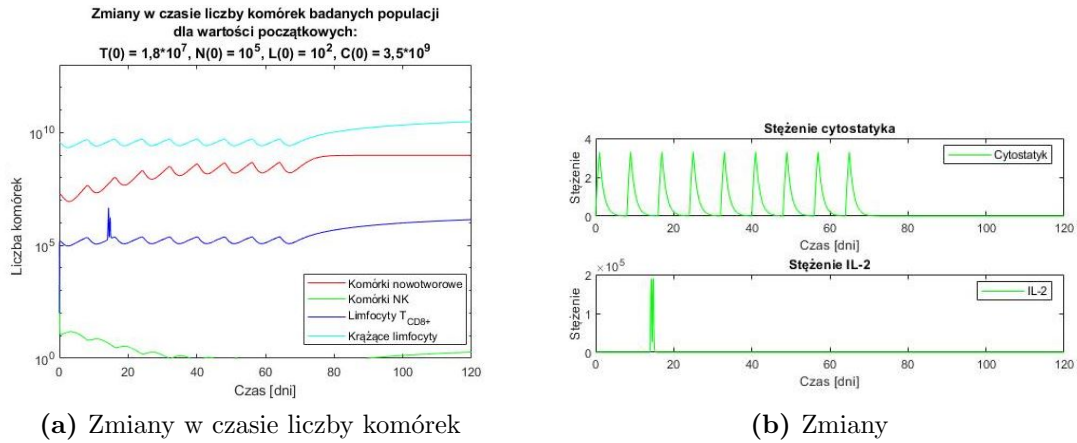 Zmiany w czasie liczby komórek badanych populacji
dla wartości początkowych:
T(0) = 1,8*10^7, N(0) = 10^5, L(0) = 10^2, C(0) = 3,5*10^9
10^10
10^5
10^0
Liczba komórek
Komórki nowotworowe
Komórki NK
Limfocyty T_CD8+
Krążące limfocyty
0 20 40 60 80 100 120
Czas [dni]
(a) Zmiany w czasie liczby komórek
Stężenie cytostatyka
4
2
0
Stężenie
Cytostatyk
0 20 40 60 80 100 120
Czas [dni]
Stężenie IL-2
×10^5
2
1
0
Stężenie
IL-2
0 20 40 60 80 100 120
Czas [dni]
(b) Zmiany